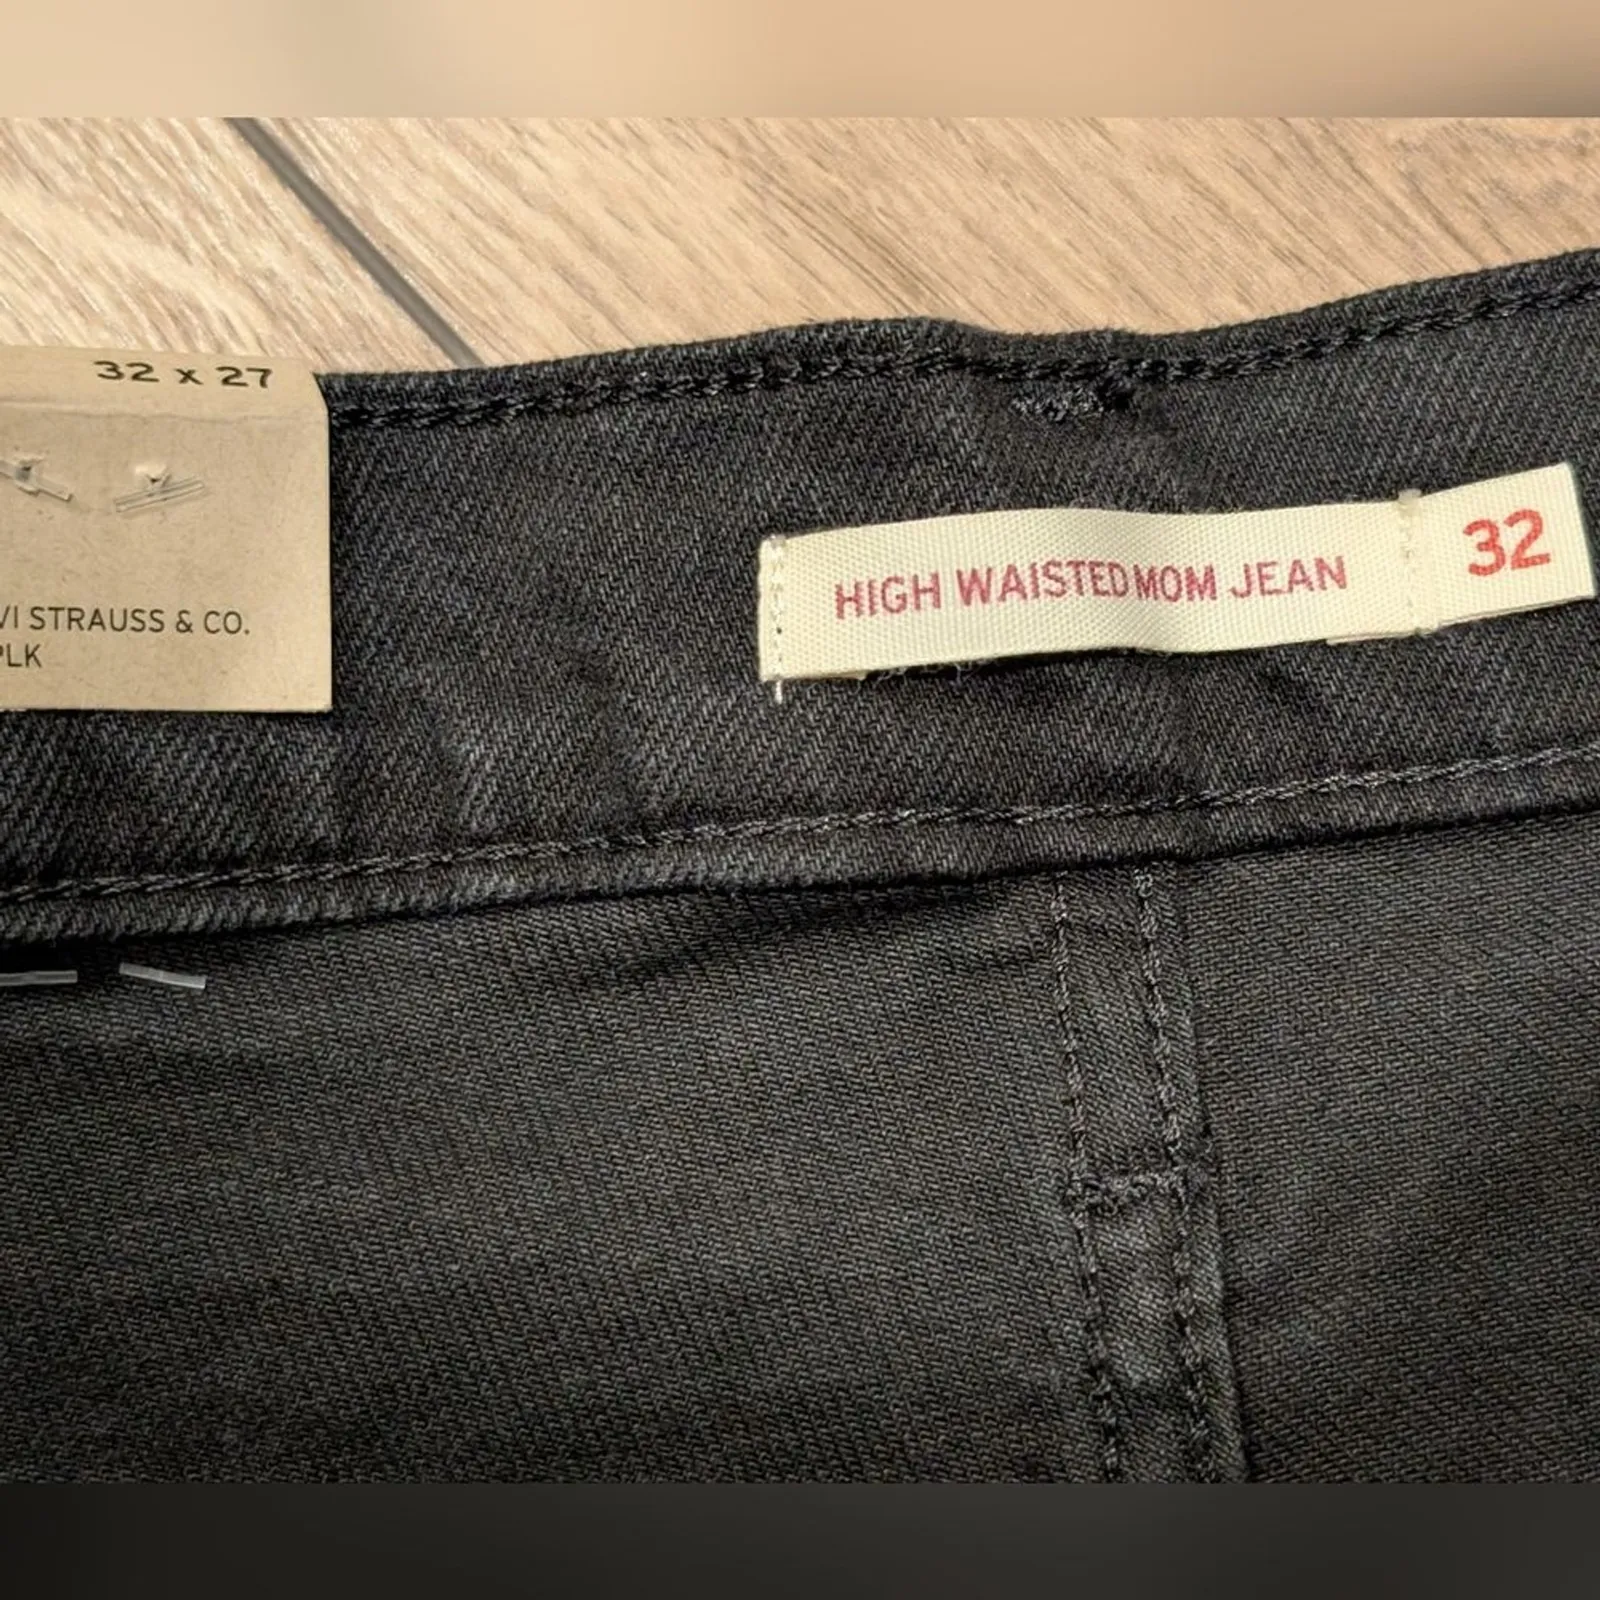 32 x 27
VI STRAUSS & CO.
PLK
HIGH WAISTED MOM JEAN 32